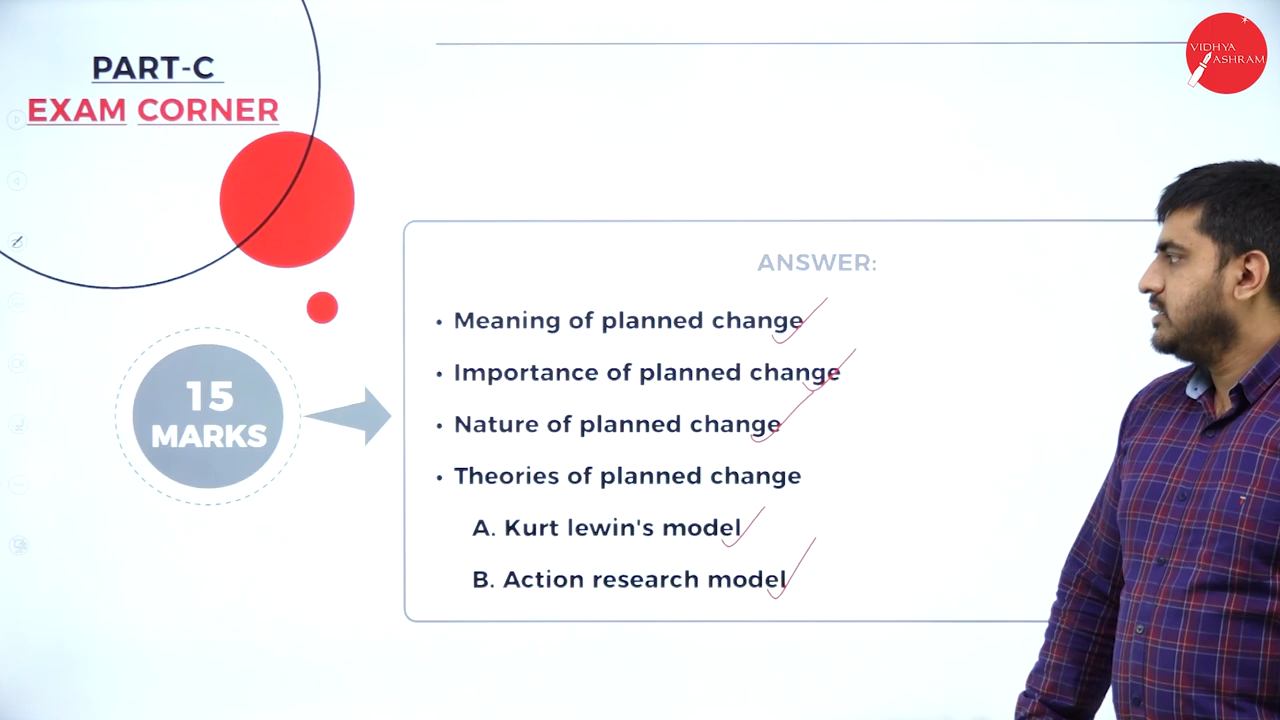 PART-C
EXAM CORNER
VIDHYA
ASHRAM
ANSWER:
15
MARKS
• Meaning of planned change
• Importance of planned change
• Nature of planned change
• Theories of planned change
A. Kurt lewin's model
B. Action research model